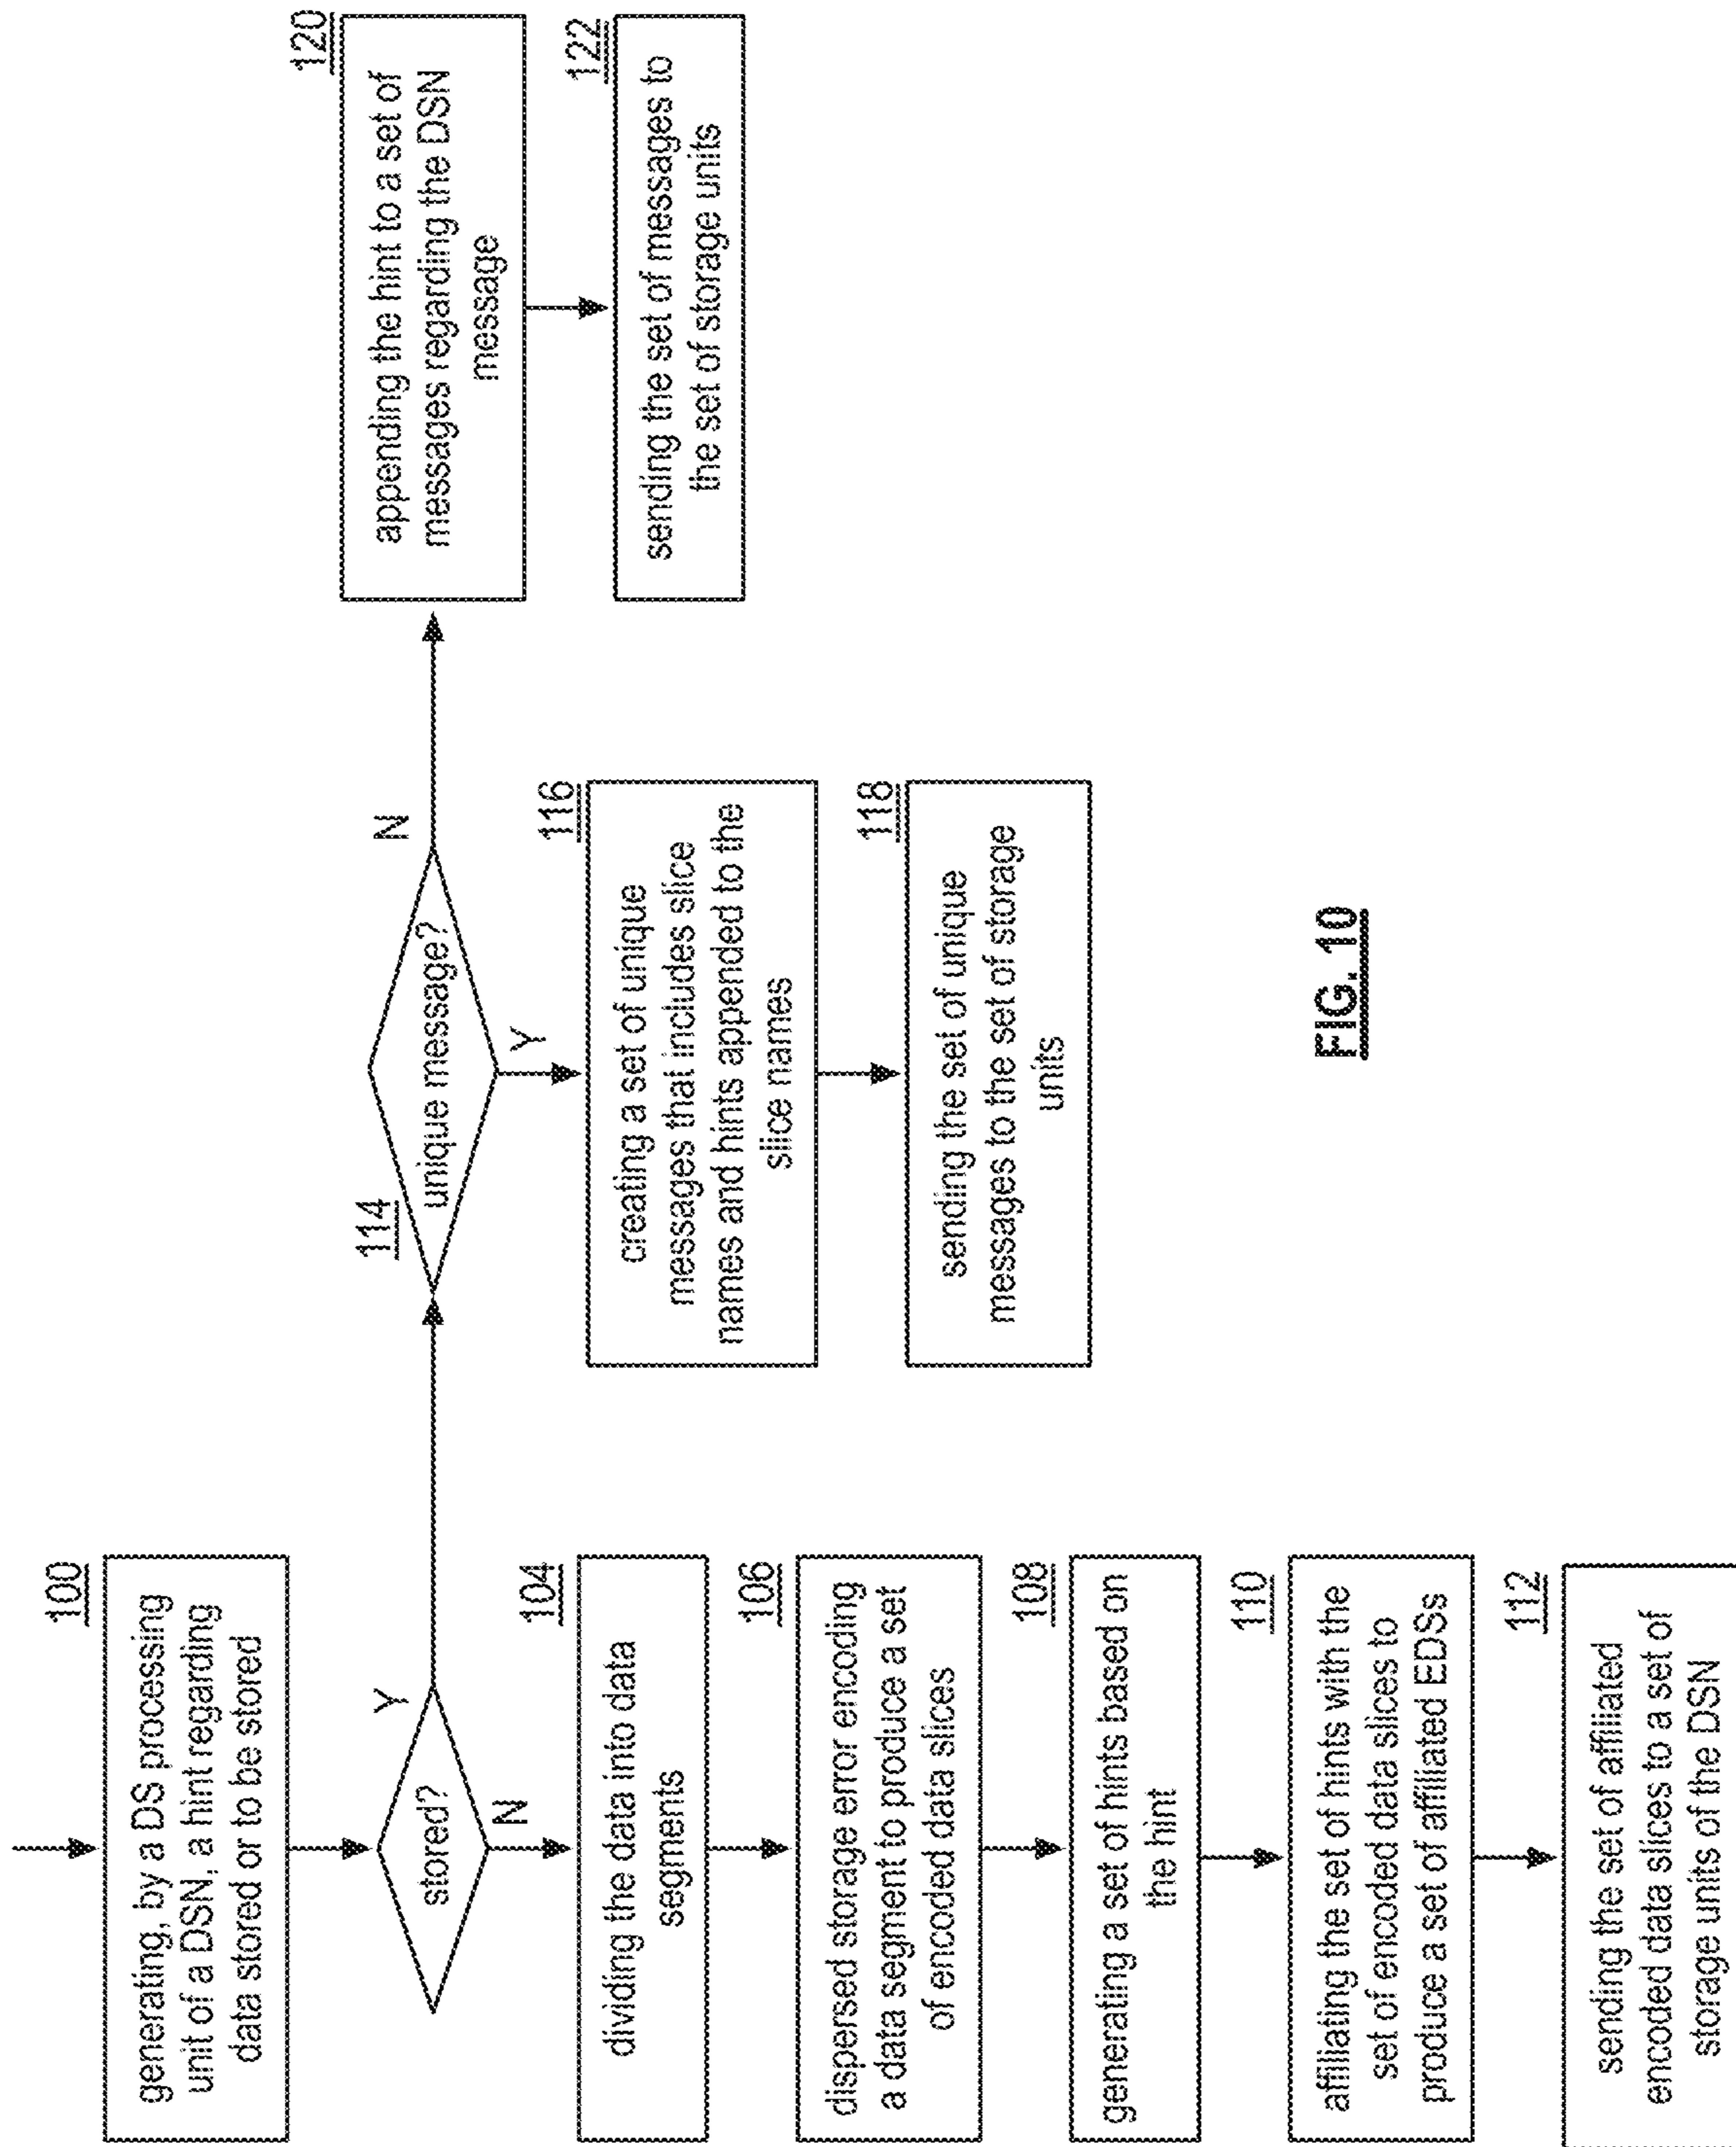 100
generating, by a DS processing
unit of a DSN, a hint regarding
data stored or to be stored
stored?
Y
N
104
dividing the data into data
segments
106
dispersed storage error encoding
a data segment to produce a set
of encoded data slices
108
generating a set of hints based on
the hint
110
affiliating the set of hints with the
set of encoded data slices to
produce a set of affiliated EDSs
112
sending the set of affiliated
encoded data slices to a set of
storage units of the DSN
114
unique message?
N
Y
116
creating a set of unique
messages that includes slice
names and hints appended to the
slice names
118
sending the set of unique
messages to the set of storage
units
120
appending the hint to a set of
messages regarding the DSN
message
122
sending the set of messages to
the set of storage units
FIG. 10